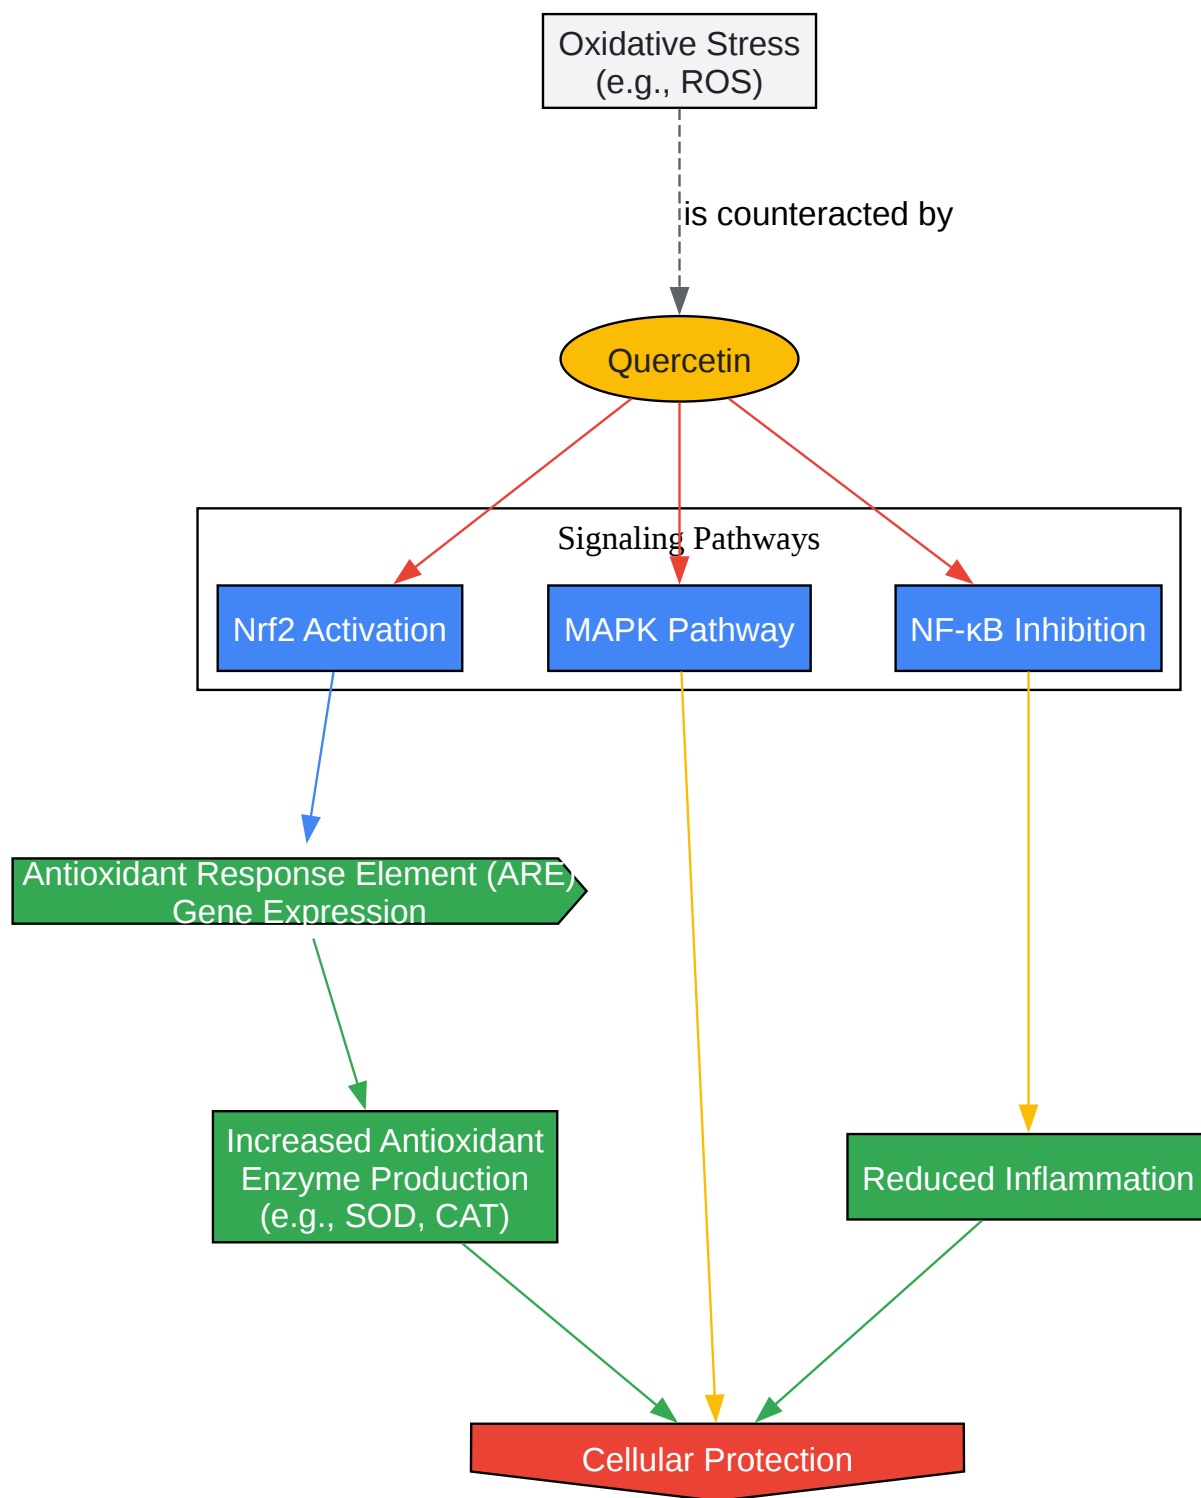 Oxidative Stress
(e.g., ROS)
is counteracted by
Quercetin
Signaling Pathways
Nrf2 Activation
MAPK Pathway
NF-κB Inhibition
Antioxidant Response Element (ARE)
Gene Expression
Increased Antioxidant
Enzyme Production
(e.g., SOD, CAT)
Reduced Inflammation
Cellular Protection